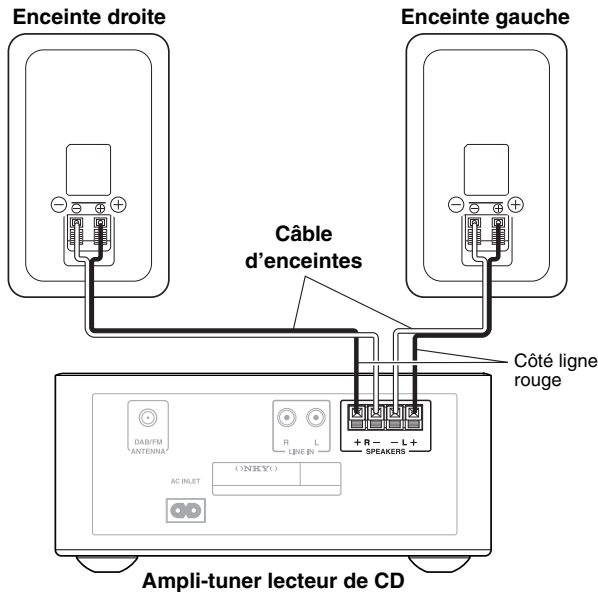 Enceinte droite
Enceinte gauche
⊖ ⊖ ⊕ ⊕
⊖ ⊖ ⊕ ⊕
Câble
d'enceintes
Côté ligne
rouge
DAB/FM
ANTENNA
R L
LINE IN
+ R − − L +
SPEAKERS
ONKYO
AC INLET
Ampli-tuner lecteur de CD